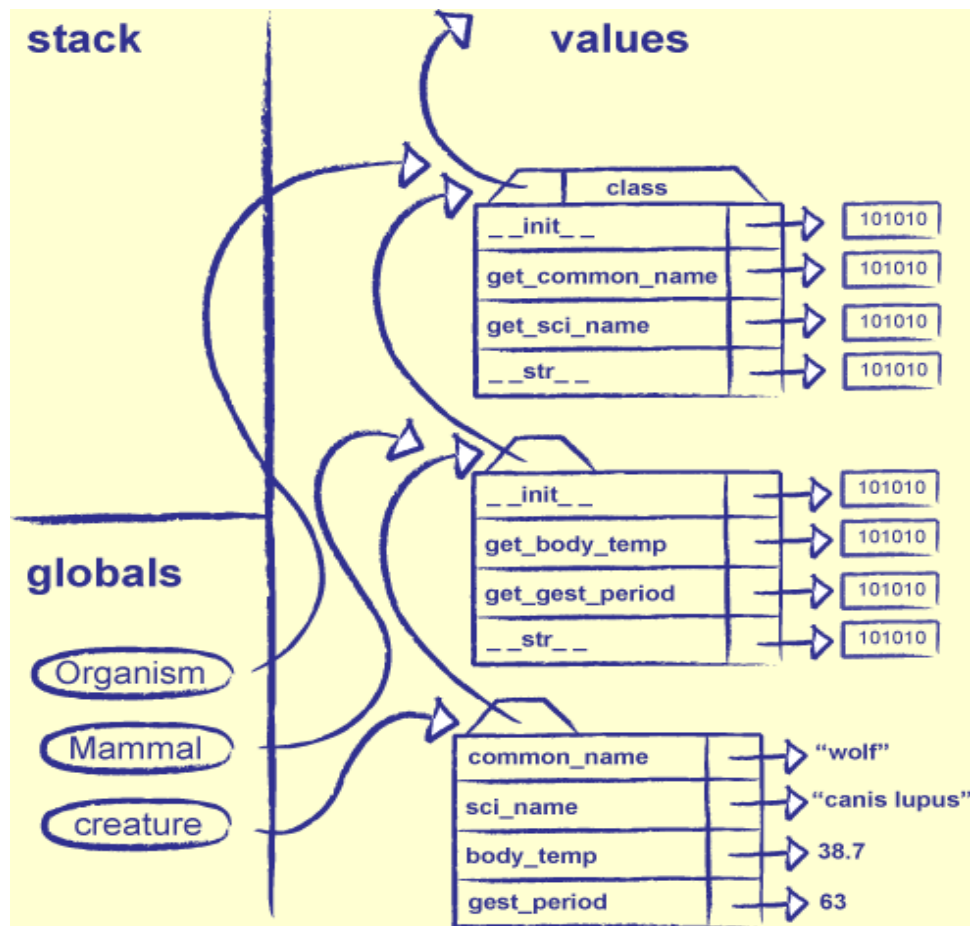 stack
values
class
__init__
101010
get_common_name
101010
get_sci_name
101010
__str__
101010
__init__
101010
get_body_temp
101010
get_gest_period
101010
__str__
101010
globals
Organism
Mammal
creature
common_name
“wolf”
sci_name
“canis lupus”
body_temp
38.7
gest_period
63